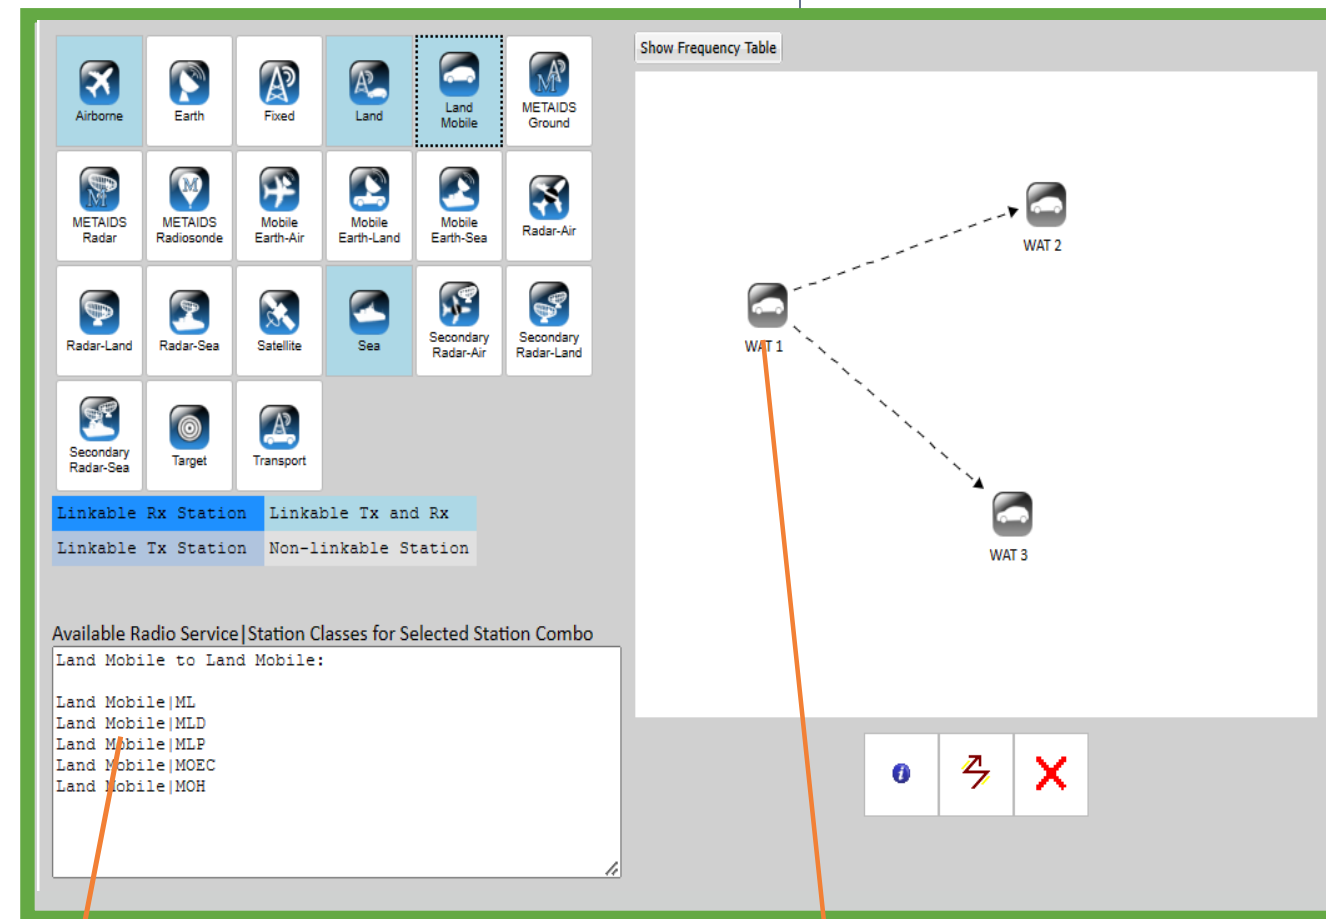 Show Frequency Table
Airborne
Earth
Fixed
Land
Land
Mobile
METAIDS
Ground
METAIDS
Radar
METAIDS
Radiosonde
Mobile
Earth-Air
Mobile
Earth-Land
Mobile
Earth-Sea
Radar-Air
Radar-Land
Radar-Sea
Satellite
Sea
Secondary
Radar-Air
Secondary
Radar-Land
Secondary
Radar-Sea
Target
Transport
Linkable Rx Station
Linkable Tx and Rx
Linkable Tx Station
Non-linkable Station
Available Radio Service|Station Classes for Selected Station Combo
Land Mobile to Land Mobile:
Land Mobile|ML
Land Mobile|MLD
Land Mobile|MLP
Land Mobile|MOEC
Land Mobile|MOH
WAT 2
WAT 1
WAT 3